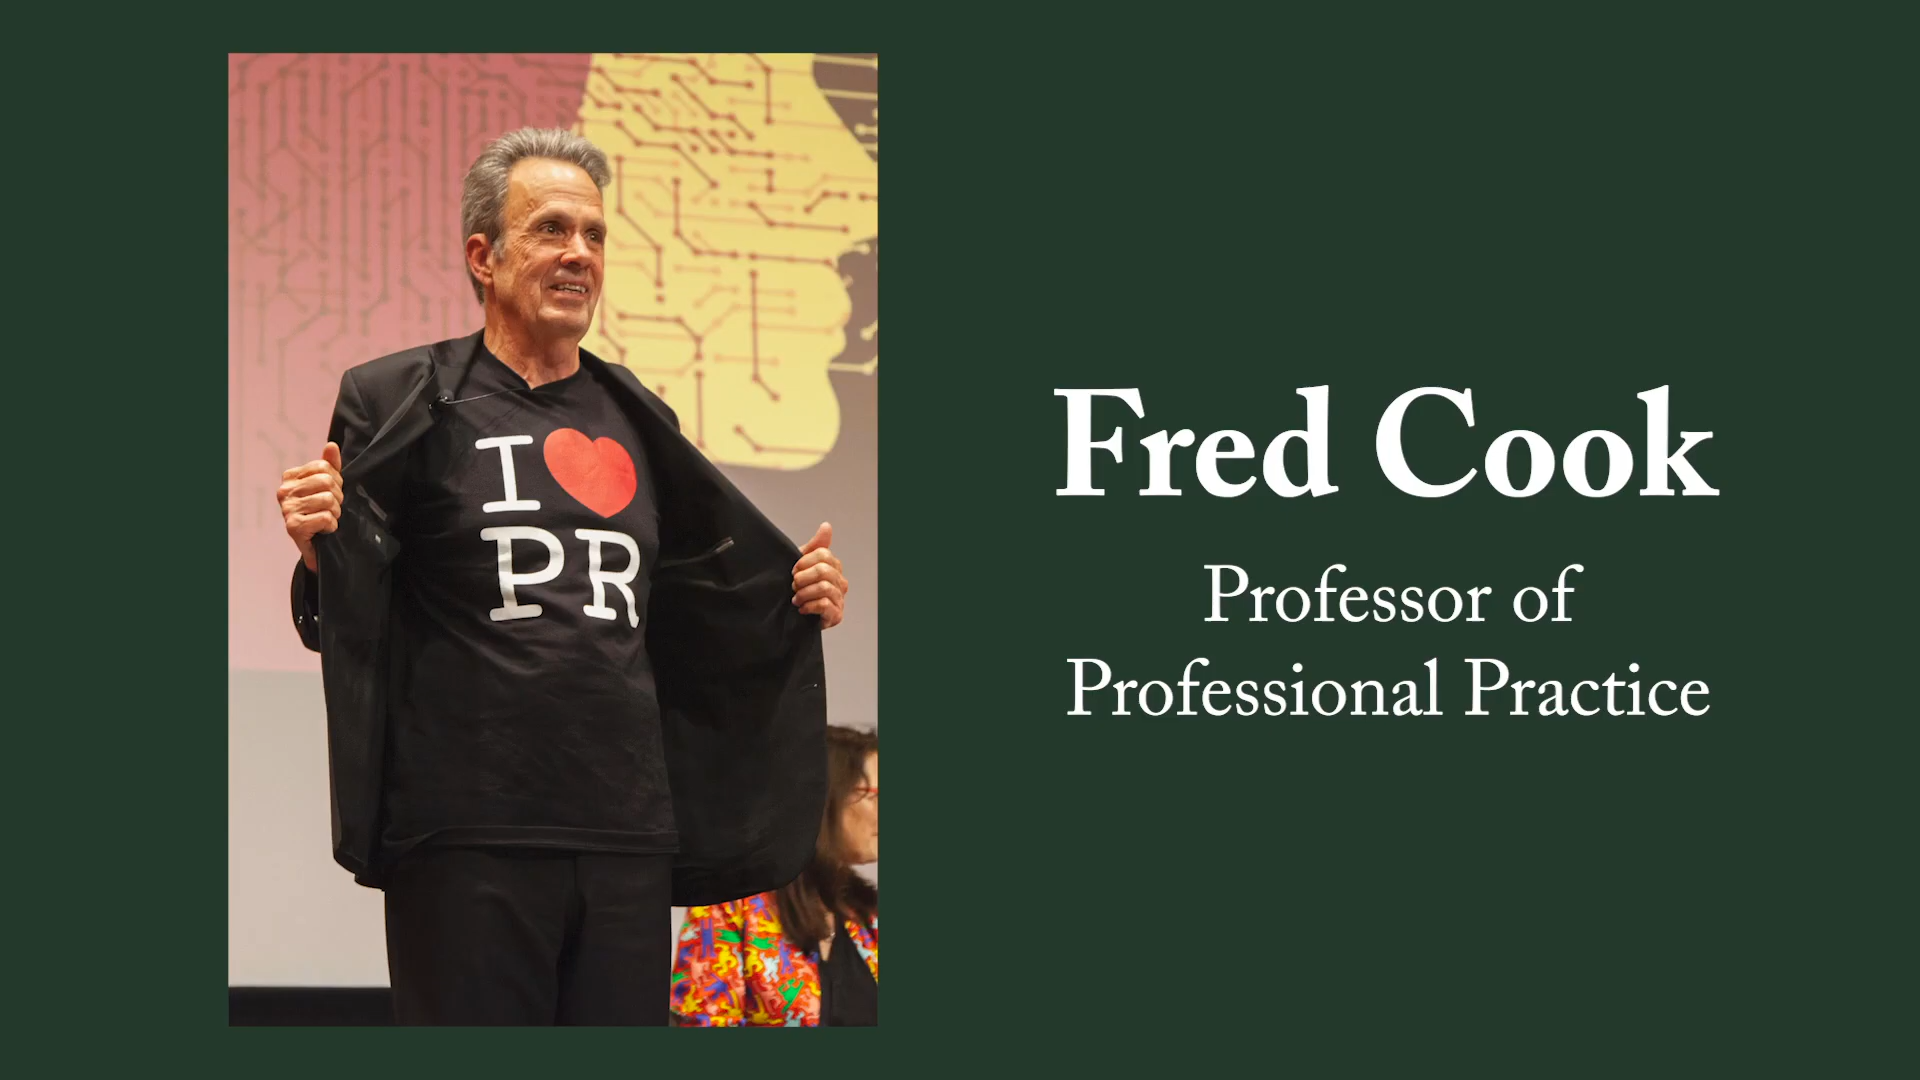 I ❤
PR
Fred Cook
Professor of
Professional Practice